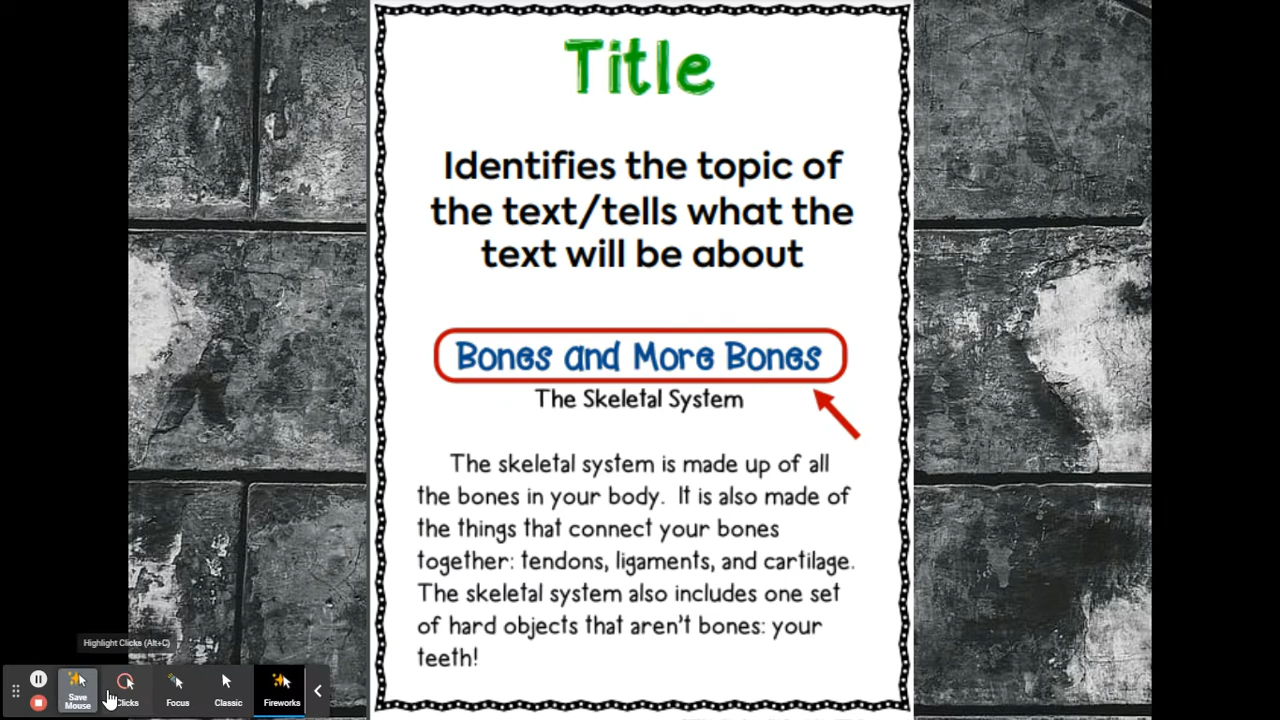 Title
Identifies the topic of
the text/tells what the
text will be about
Bones and More Bones
The Skeletal System
The skeletal system is made up of all
the bones in your body. It is also made of
the things that connect your bones
together: tendons, ligaments, and cartilage.
The skeletal system also includes one set
of hard objects that aren't bones: your
teeth!
Highlight Clicks (Alt+C)
Save
Mouse
Clicks
Focus
Classic
Fireworks